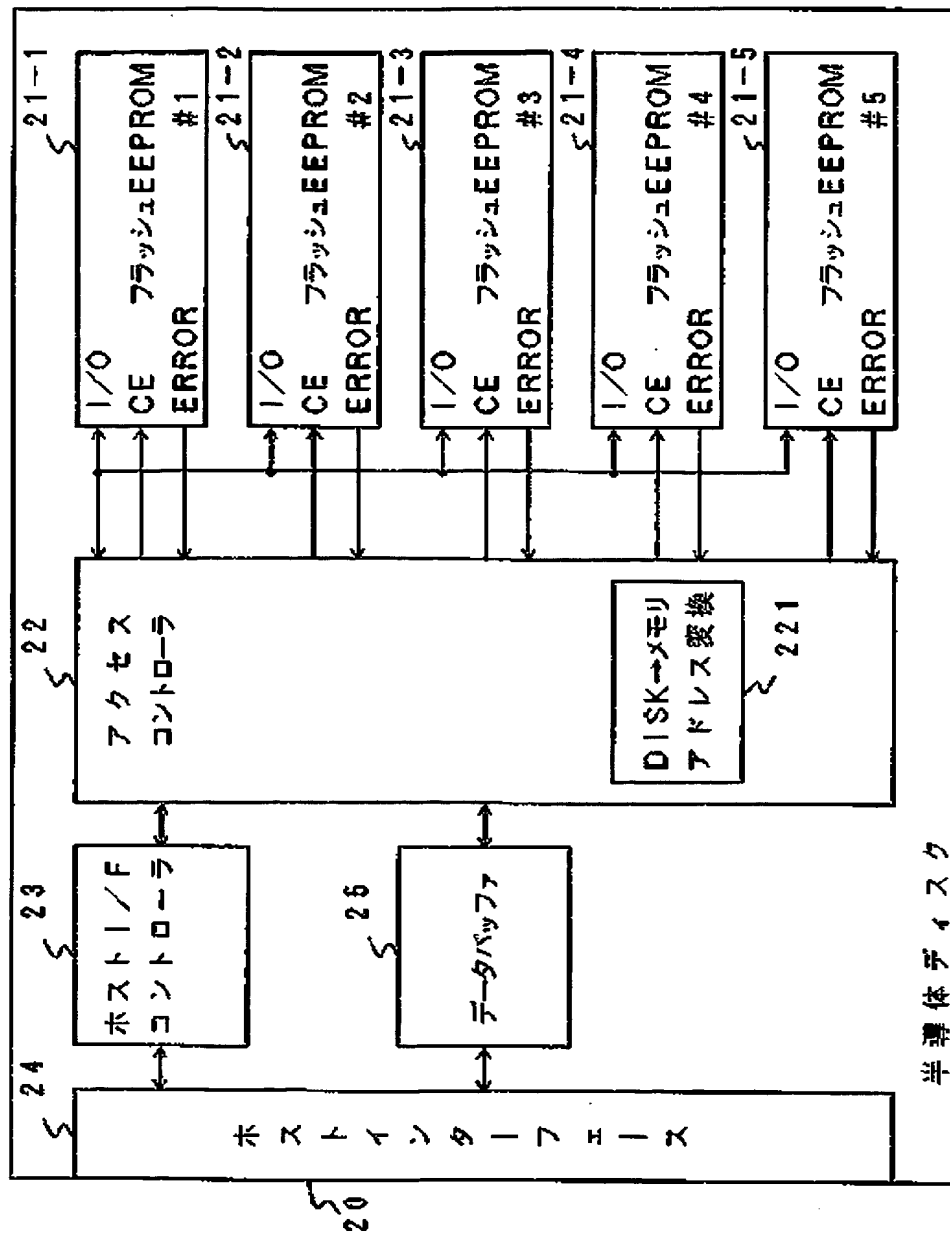 24
ホストインターフェース
20
23
ホストI/F
コントローラ
25
データバッファ
22
アクセス
コントローラ
DISK→メモリ
アドレス変換
221
21-1
I/O
CE フラッシュEEPROM
ERROR #1
21-2
I/O
CE フラッシュEEPROM
ERROR #2
21-3
I/O
CE フラッシュEEPROM
ERROR #3
21-4
I/O
CE フラッシュEEPROM
ERROR #4
21-5
I/O
CE フラッシュEEPROM
ERROR #5
半導体ディスク